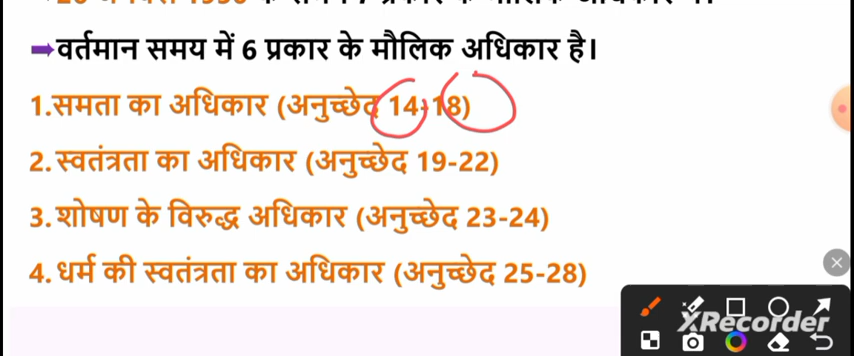 ➡वर्तमान समय में 6 प्रकार के मौलिक अधिकार है।
1.समता का अधिकार (अनुच्छेद 14-18)
2.स्वतंत्रता का अधिकार (अनुच्छेद 19-22)
3.शोषण के विरुद्ध अधिकार (अनुच्छेद 23-24)
4.धर्म की स्वतंत्रता का अधिकार (अनुच्छेद 25-28)
XRecorder